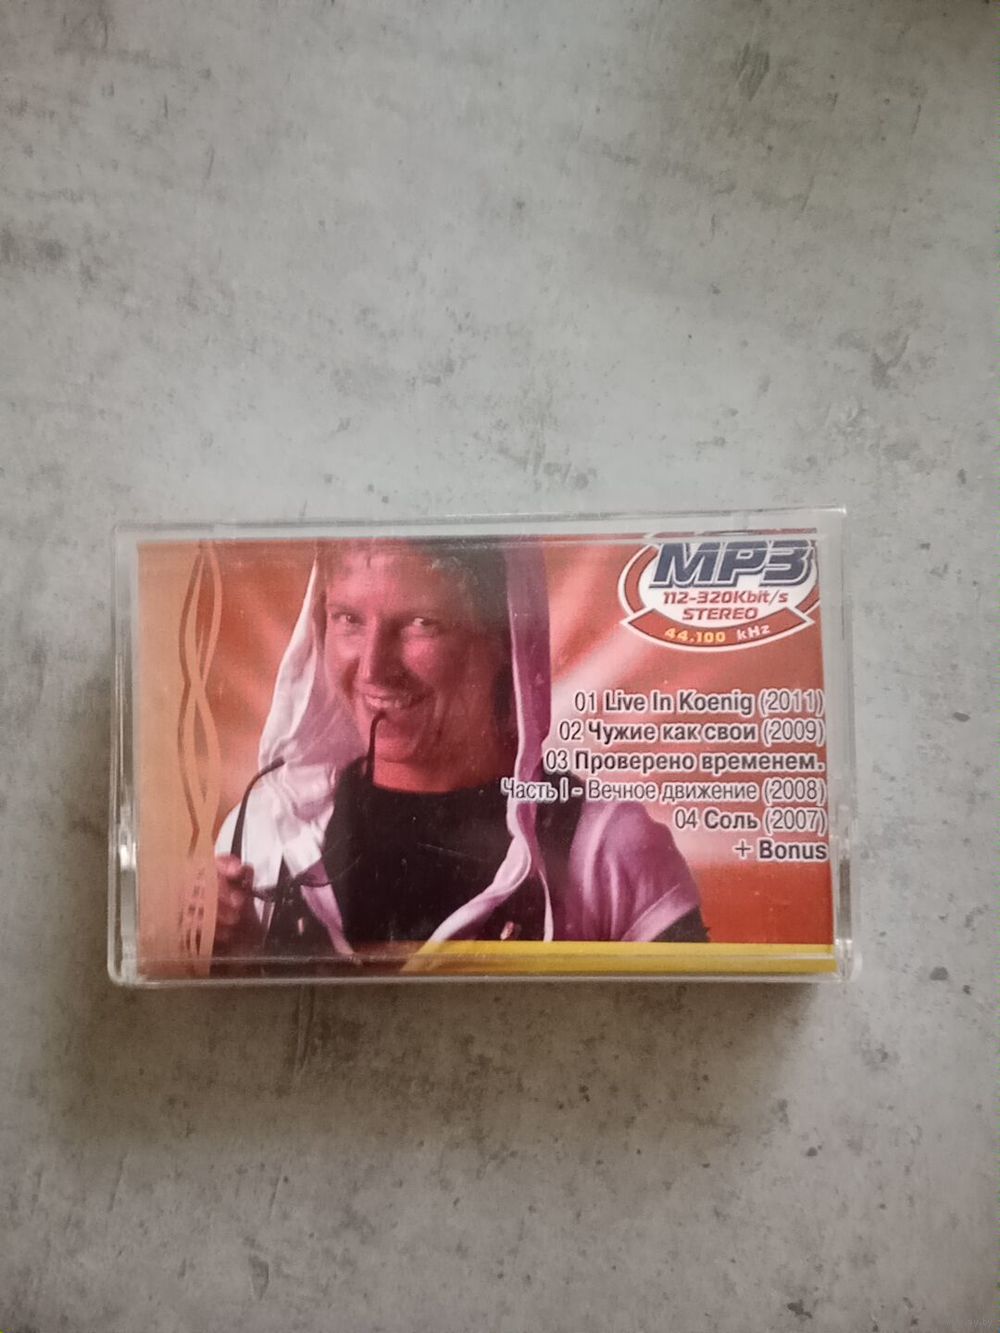 MP3
112-320Kbit/s
STEREO
44.100 kHz
01 Live In Koenig (2011)
02 Чужие как свои (2009)
03 Проверено временем.
Часть I - Вечное движение (2008)
04 Соль (2007)
+ Bonus